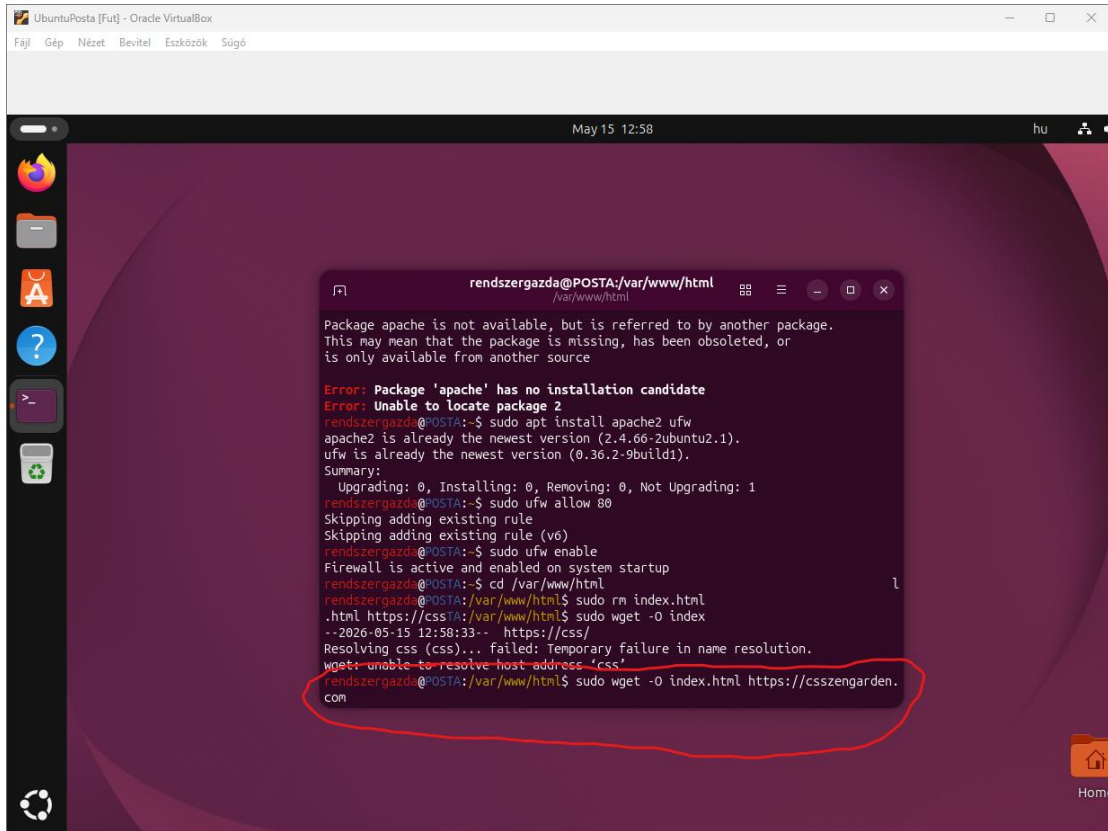 UbuntuPosta [Fut] - Oracle VirtualBox
Fájl Gép Nézet Bevitel Eszközök Súgó
May 15 12:58
hu
rendszergazda@POSTA:/var/www/html
/var/www/html
Package apache is not available, but is referred to by another package.
This may mean that the package is missing, has been obsoleted, or
is only available from another source
Error: Package 'apache' has no installation candidate
Error: Unable to locate package 2
rendszergazda@POSTA:~$ sudo apt install apache2 ufw
apache2 is already the newest version (2.4.66-2ubuntu2.1).
ufw is already the newest version (0.36.2-9build1).
Summary:
Upgrading: 0, Installing: 0, Removing: 0, Not Upgrading: 1
rendszergazda@POSTA:~$ sudo ufw allow 80
Skipping adding existing rule
Skipping adding existing rule (v6)
rendszergazda@POSTA:~$ sudo ufw enable
Firewall is active and enabled on system startup
rendszergazda@POSTA:~$ cd /var/www/html l
rendszergazda@POSTA:/var/www/html$ sudo rm index.html
.html https://cssTA:/var/www/html$ sudo wget -O index
--2026-05-15 12:58:33-- https://css/
Resolving css (css)... failed: Temporary failure in name resolution.
wget: unable to resolve host address ‘css’
rendszergazda@POSTA:/var/www/html$ sudo wget -O index.html https://csszengarden.
com
Home